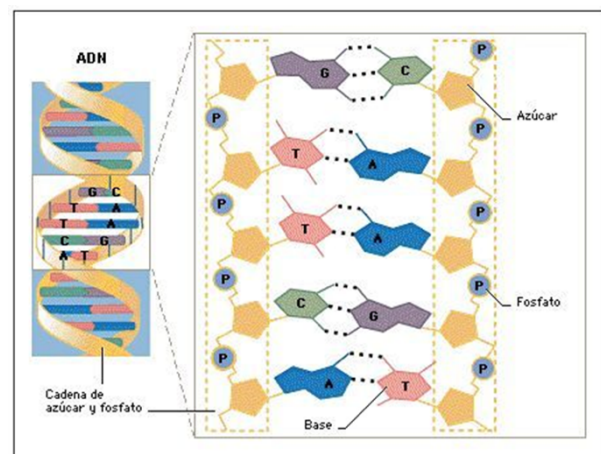 ADN
G C
T A
T A
C G
A T
Cadena de
azúcar y fosfato
P
G C
Azúcar
P
T A
P
P
T A
P
P
C G
P
Fosfato
P
A T
P
Base